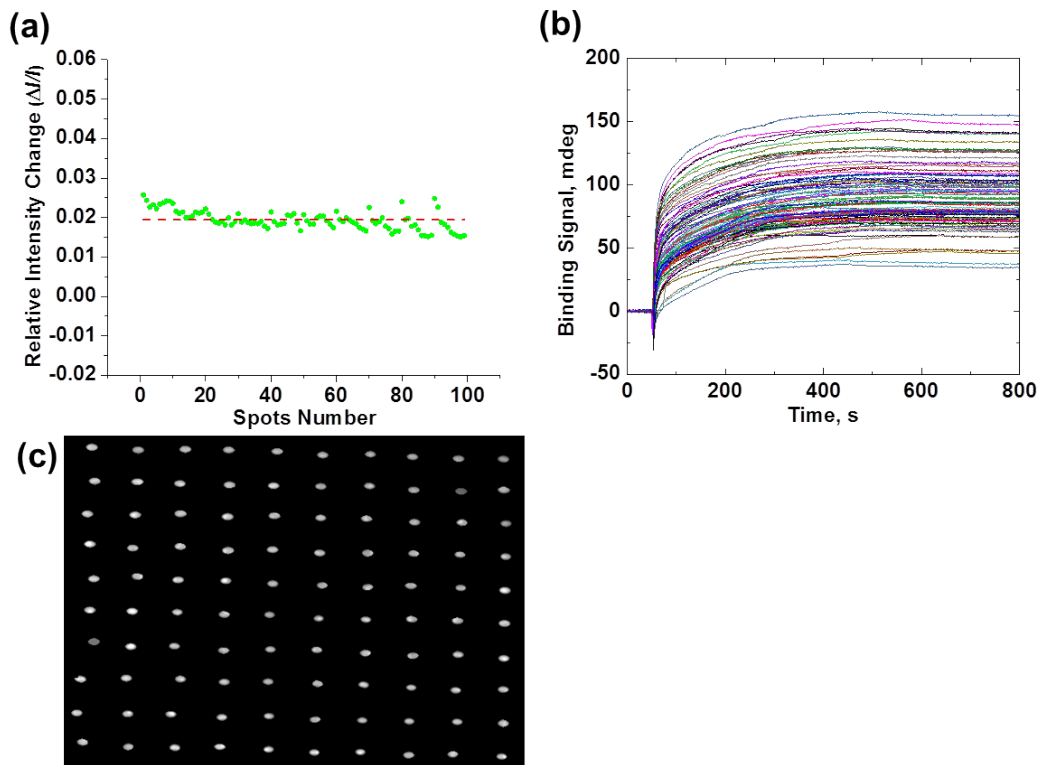 (a)
0.06
0.05
0.04
0.03
0.02
0.01
0.00
-0.01
-0.02
Relative Intensity Change (ΔI/I)
0 20 40 60 80 100
Spots Number
(b)
200
150
100
50
0
-50
Binding Signal, mdeg
0 200 400 600 800
Time, s
(c)